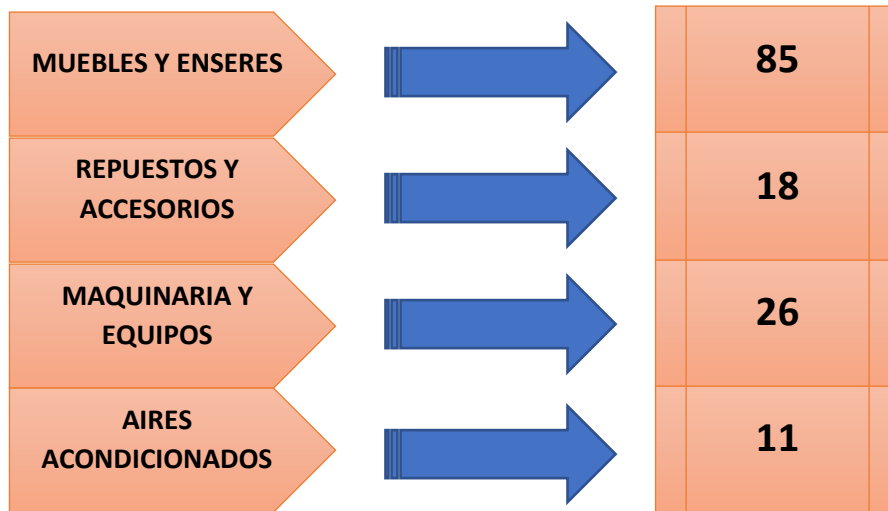 MUEBLES Y ENSERES
85
REPUESTOS Y
ACCESORIOS
18
MAQUINARIA Y
EQUIPOS
26
AIRES
ACONDICIONADOS
11